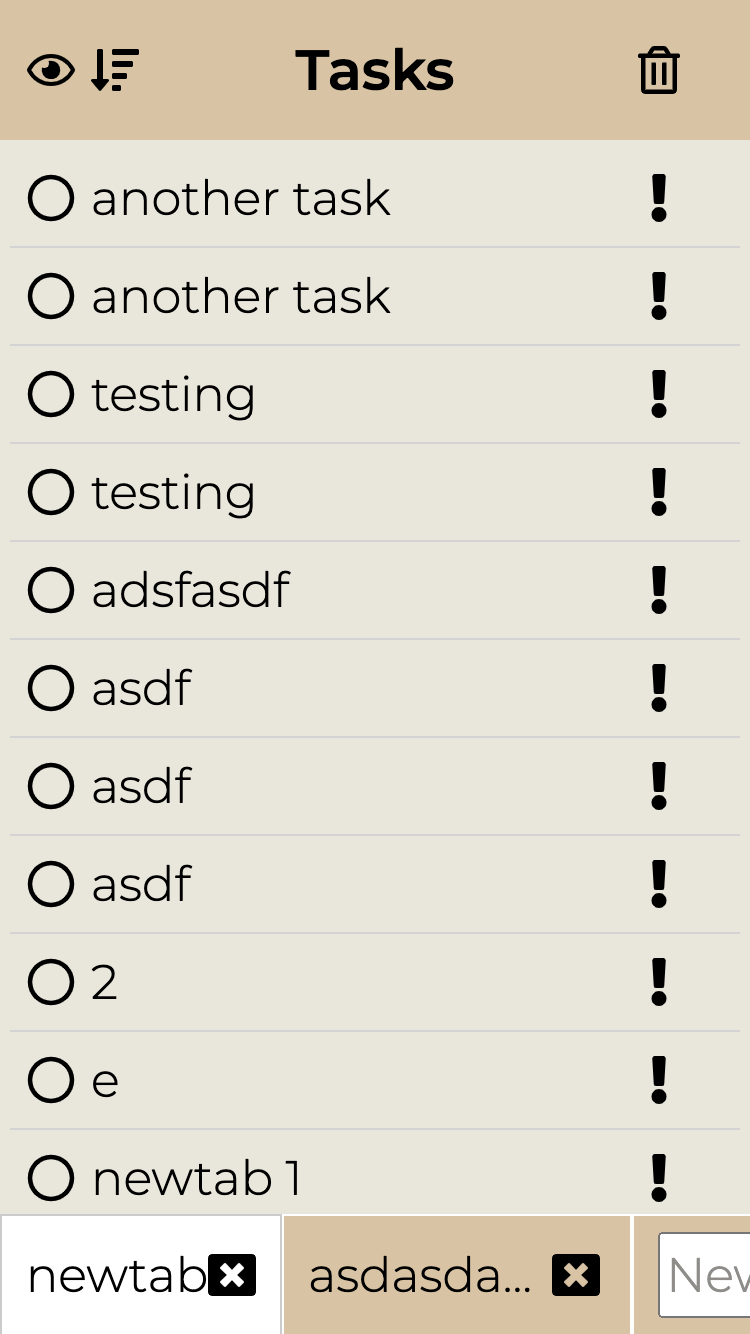 Tasks
another task
another task
testing
testing
adsfasdf
asdf
asdf
asdf
2
e
newtab 1
newtab
asdasda...